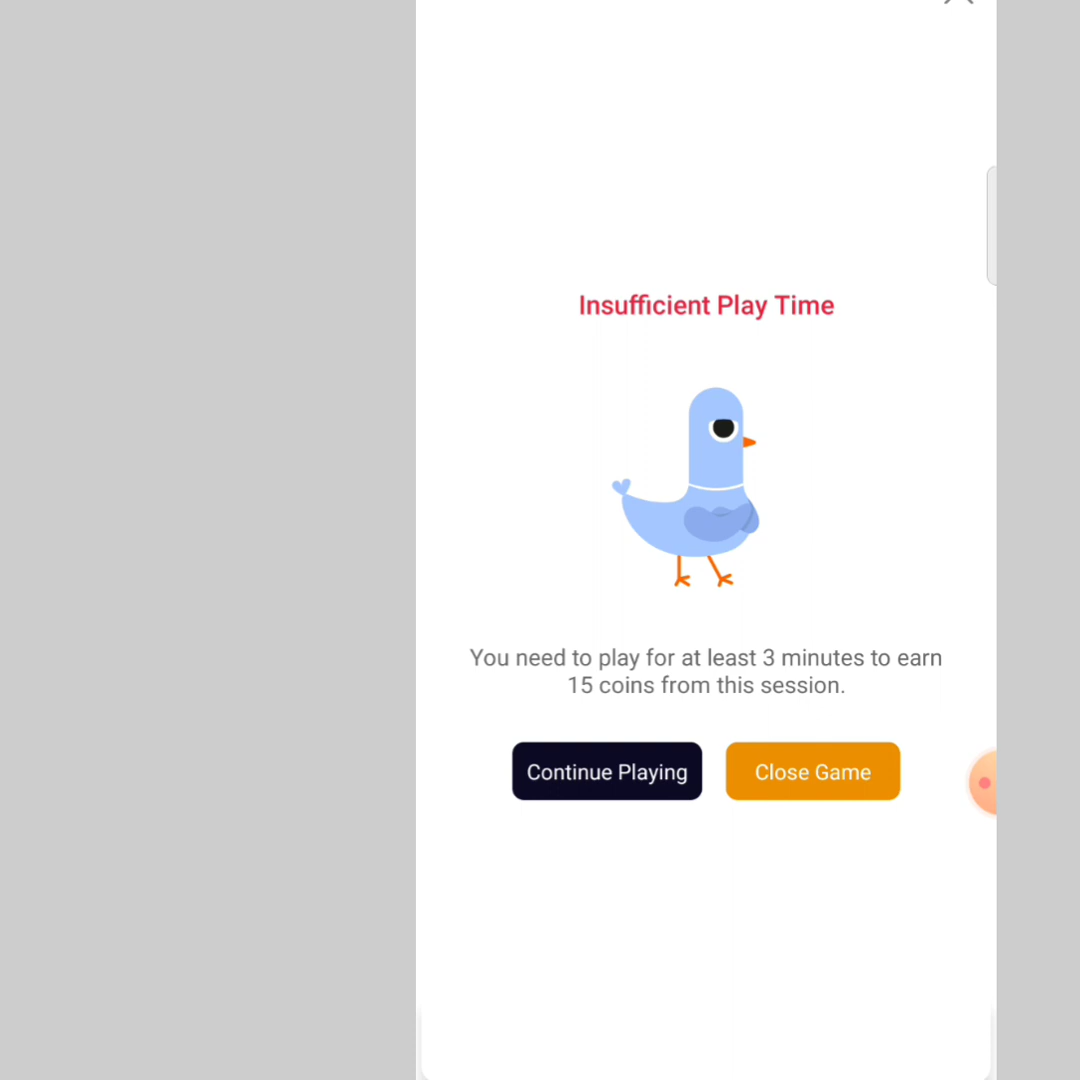 Insufficient Play Time
You need to play for at least 3 minutes to earn
15 coins from this session.
Continue Playing
Close Game